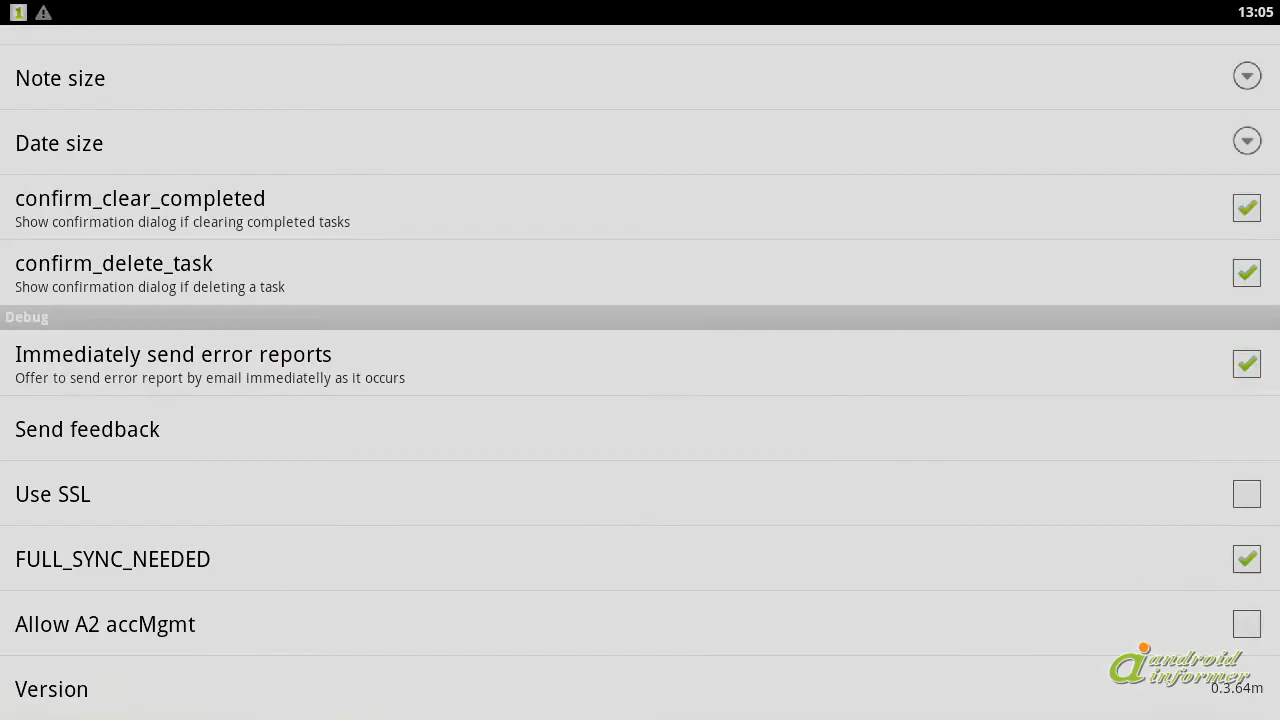 1
13:05
Note size
Date size
confirm_clear_completed
Show confirmation dialog if clearing completed tasks
confirm_delete_task
Show confirmation dialog if deleting a task
Debug
Immediately send error reports
Offer to send error report by email immediatelly as it occurs
Send feedback
Use SSL
FULL_SYNC_NEEDED
Allow A2 accMgmt
android
informer
Version
0.3.64m